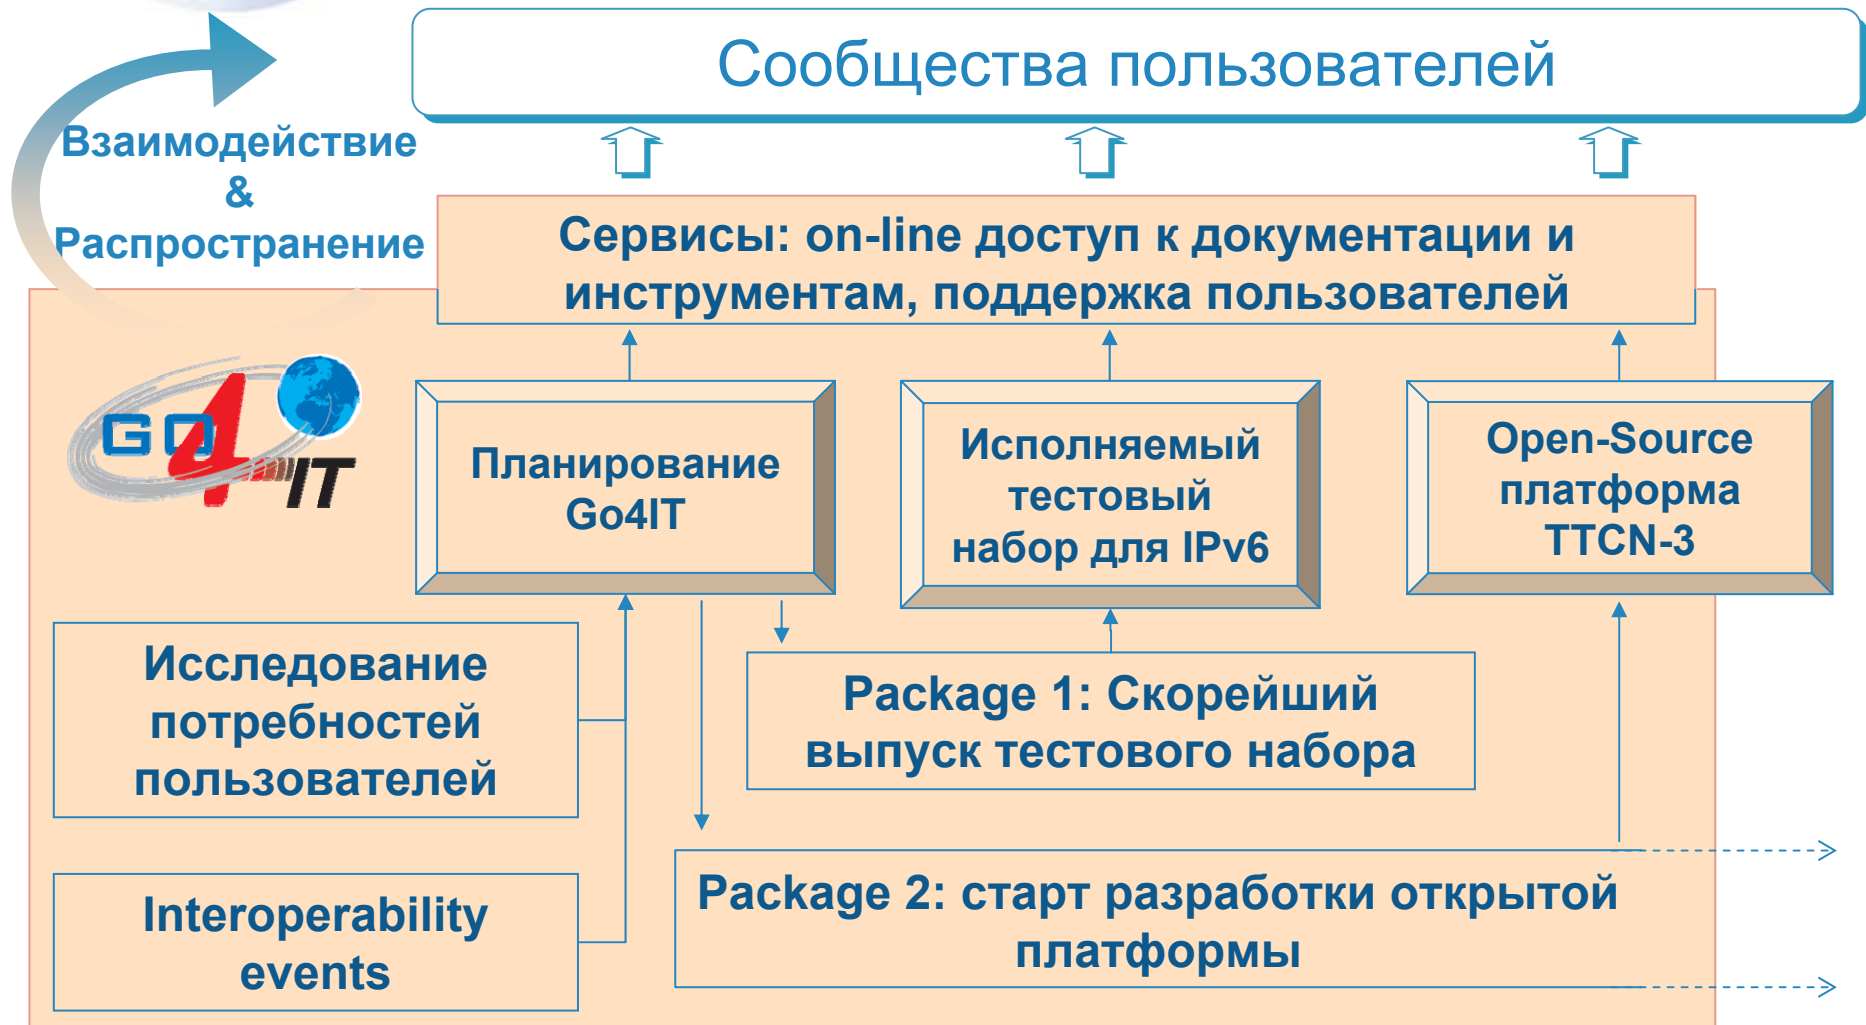 Сообщества пользователей
Взаимодействие
&
Распространение
Сервисы: on-line доступ к документации и
инструментам, поддержка пользователей
GO4IT
Планирование
Go4IT
Исполняемый
тестовый
набор для IPv6
Open-Source
платформа
TTCN-3
Исследование
потребностей
пользователей
Package 1: Скорейший
выпуск тестового набора
Interoperability
events
Package 2: старт разработки открытой
платформы